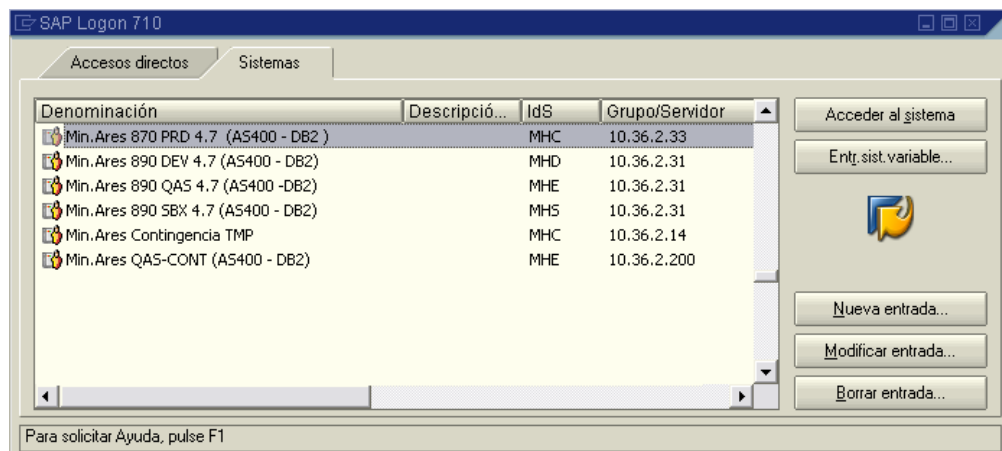 SAP Logon 710
Accesos directos Sistemas
Denominación Descripció... IdS Grupo/Servidor
Min.Ares 870 PRD 4.7 (AS400 - DB2 ) MHC 10.36.2.33
Min.Ares 890 DEV 4.7 (AS400 - DB2) MHD 10.36.2.31
Min.Ares 890 QAS 4.7 (AS400 -DB2) MHE 10.36.2.31
Min.Ares 890 SBX 4.7 (AS400 - DB2) MHS 10.36.2.31
Min.Ares Contingencia TMP MHC 10.36.2.14
Min.Ares QAS-CONT (AS400 - DB2) MHE 10.36.2.200
Acceder al sistema
Entr.sist.variable...
Nueva entrada...
Modificar entrada...
Borrar entrada...
Para solicitar Ayuda, pulse F1